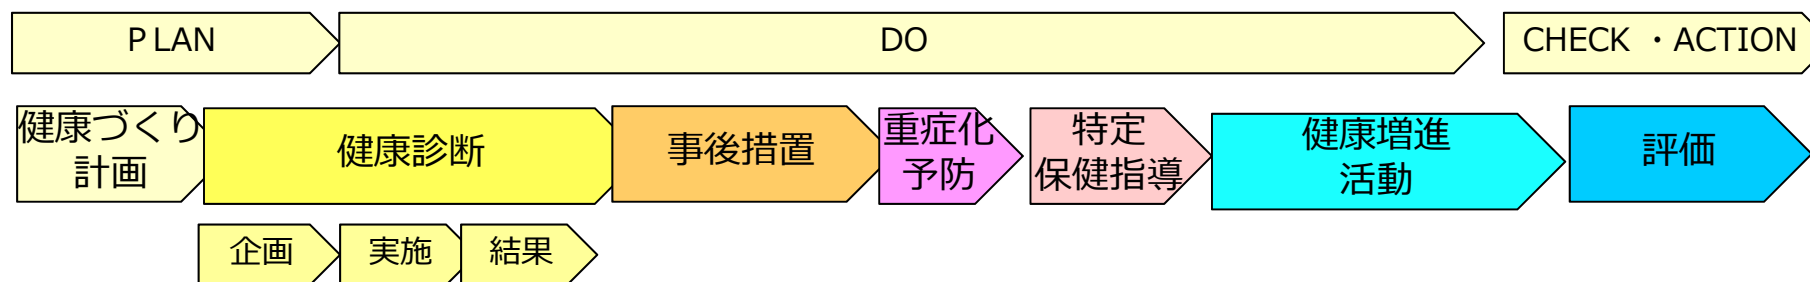 PLAN
DO
CHECK ・ACTION
健康づくり
計画
健康診断
事後措置
重症化
予防
特定
保健指導
健康増進
活動
評価
企画
実施
結果